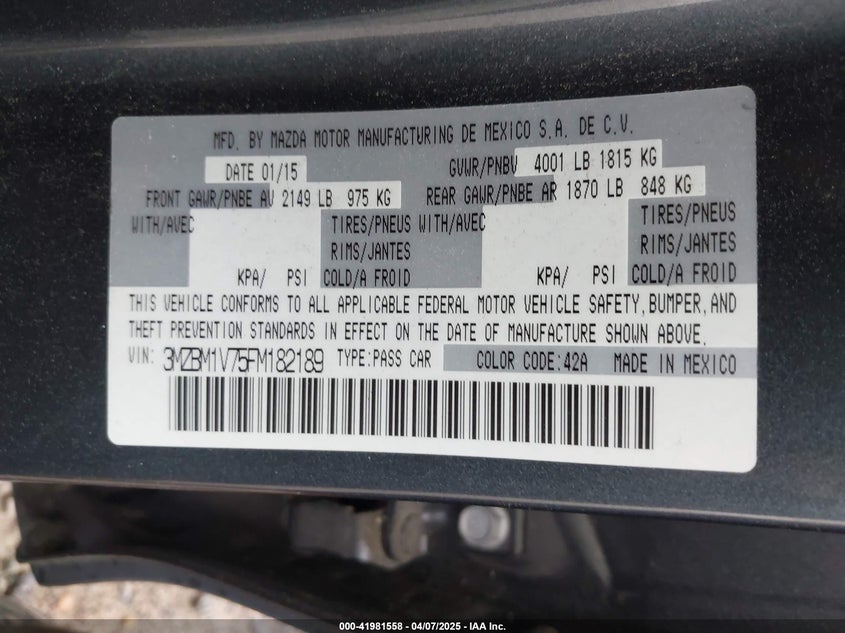 MFD. BY MAZDA MOTOR MANUFACTURING DE MEXICO S.A. DE C.V.
DATE 01/15 GVWR/PNBV 4001 LB 1815 KG
FRONT GAWR/PNBE AV 2149 LB 975 KG REAR GAWR/PNBE AR 1870 LB 848 KG
WITH/AVEC TIRES/PNEUS WITH/AVEC TIRES/PNEUS
RIMS/JANTES RIMS/JANTES
KPA/ PSI COLD/A FROID KPA/ PSI COLD/A FROID
THIS VEHICLE CONFORMS TO ALL APPLICABLE FEDERAL MOTOR VEHICLE SAFETY, BUMPER, AND
THEFT PREVENTION STANDARDS IN EFFECT ON THE DATE OF MANUFACTURE SHOWN ABOVE.
VIN: 3MZBM1V75FM182189 TYPE:PASS CAR COLOR CODE:42A MADE IN MEXICO
000-41981558 - 04/07/2025 - IAA Inc.